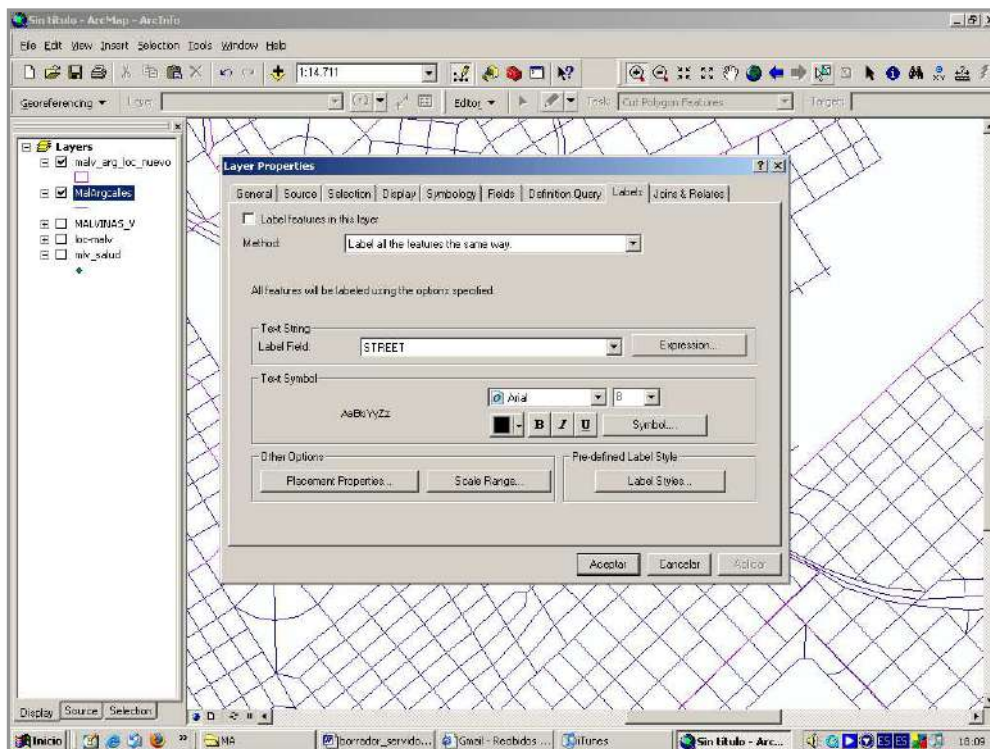 Sin título - ArcMap - ArcInfo
File Edit View Insert Selection Tools Window Help
1:14.711
Georeferencing Layer: Editor Task: Cut Polygon Features Target:
Layers
malv_arg_loc_nuevo
MalArgcalles
MALVINAS_V
loc-malv
mlv_salud
Layer Properties
General Source Selection Display Symbology Fields Definition Query Labels Joins & Relates
Label features in this layer
Method: Label all the features the same way.
All features will be labeled using the options specified.
Text String
Label Field: STREET Expression...
Text Symbol
AaBbYyZz
Arial 8
B I U Symbol...
Other Options
Placement Properties... Scale Range...
Pre-defined Label Style
Label Styles...
Aceptar Cancelar Aplicar
Display Source Selection
Inicio MA borrador_servido... Gmail - Recibidos ... iTunes Sin título - Arc... ES ES 18:09